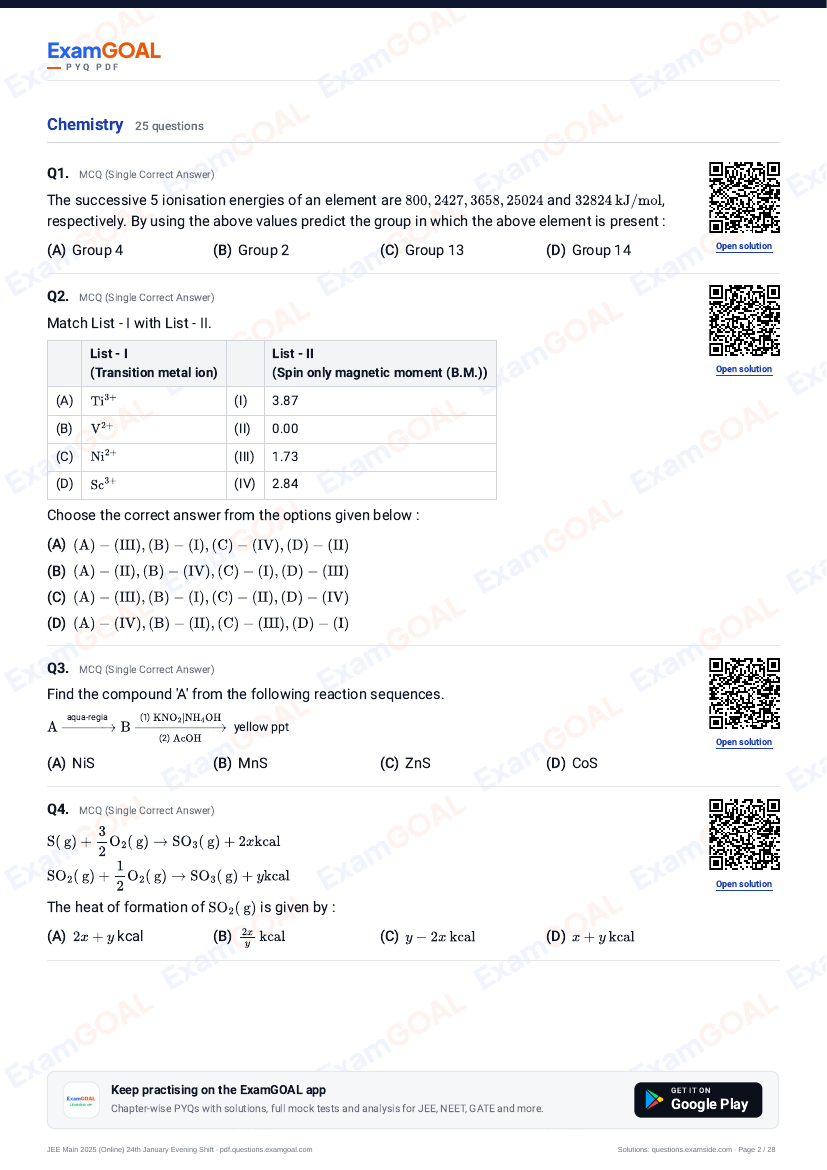 ExamGOAL
PYQ PDF
Chemistry 25 questions
Q1. MCQ (Single Correct Answer)
The successive 5 ionisation energies of an element are 800, 2427, 3658, 25024 and 32824 kJ/mol,
respectively. By using the above values predict the group in which the above element is present :
(A) Group 4 (B) Group 2 (C) Group 13 (D) Group 14
Open solution
Q2. MCQ (Single Correct Answer)
Match List - I with List - II.
List - I List - II
(Transition metal ion) (Spin only magnetic moment (B.M.))
(A) Ti³⁺ (I) 3.87
(B) V²⁺ (II) 0.00
(C) Ni²⁺ (III) 1.73
(D) Sc³⁺ (IV) 2.84
Open solution
Choose the correct answer from the options given below :
(A) (A) − (III), (B) − (I), (C) − (IV), (D) − (II)
(B) (A) − (II), (B) − (IV), (C) − (I), (D) − (III)
(C) (A) − (III), (B) − (I), (C) − (II), (D) − (IV)
(D) (A) − (IV), (B) − (II), (C) − (III), (D) − (I)
Q3. MCQ (Single Correct Answer)
Find the compound 'A' from the following reaction sequences.
A —aqua-regia→ B —(1) KNO₂|NH₄OH (2) AcOH→ yellow ppt
Open solution
(A) NiS (B) MnS (C) ZnS (D) CoS
Q4. MCQ (Single Correct Answer)
S( g) + 3/2 O₂( g) → SO₃( g) + 2x kcal
SO₂( g) + 1/2 O₂( g) → SO₃( g) + y kcal
Open solution
The heat of formation of SO₂( g) is given by :
(A) 2x + y kcal (B) 2x/y kcal (C) y − 2x kcal (D) x + y kcal
Keep practising on the ExamGOAL app
Chapter-wise PYQs with solutions, full mock tests and analysis for JEE, NEET, GATE and more.
GET IT ON
Google Play
JEE Main 2025 (Online) 24th January Evening Shift · pdf.questions.examgoal.com
Solutions: questions.examside.com · Page 2 / 28